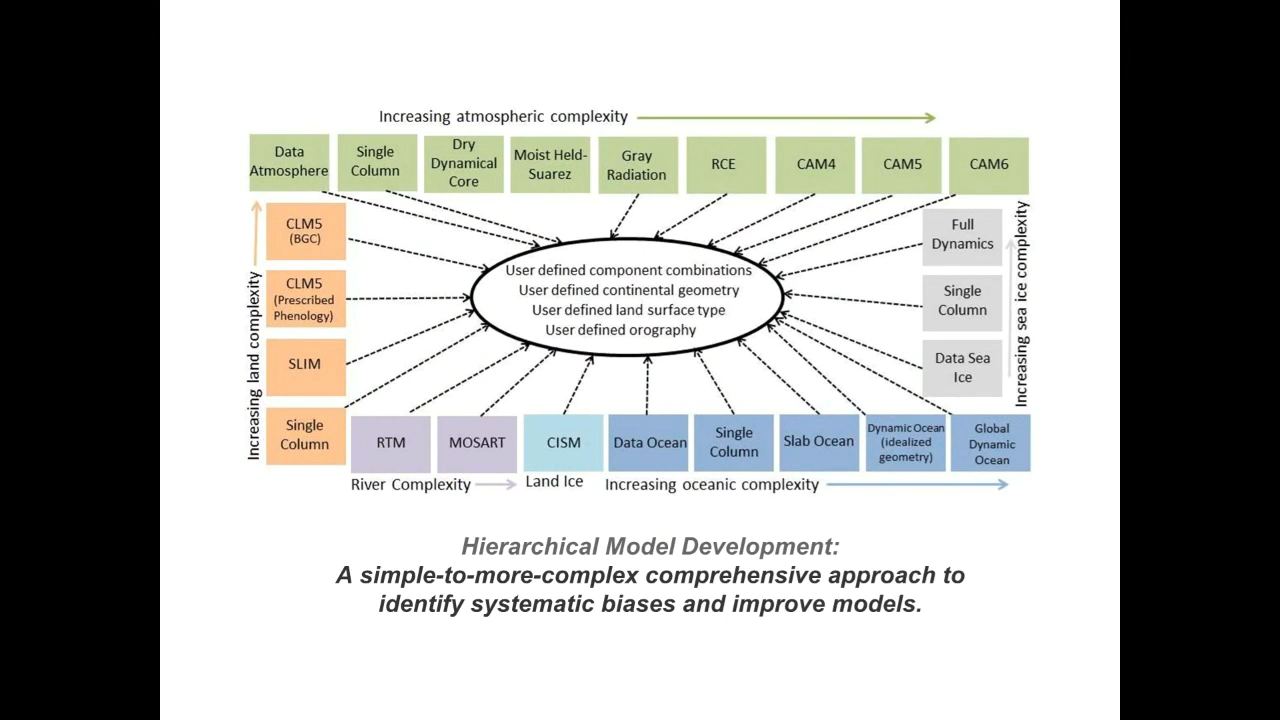 Increasing atmospheric complexity
Data
Atmosphere
Single
Column
Dry
Dynamical
Core
Moist Held-
Suarez
Gray
Radiation
RCE
CAM4
CAM5
CAM6
Increasing land complexity
CLM5
(BGC)
CLM5
(Prescribed
Phenology)
SLIM
Single
Column
User defined component combinations
User defined continental geometry
User defined land surface type
User defined orography
Full
Dynamics
Single
Column
Data Sea
Ice
Increasing sea ice complexity
RTM
MOSART
CISM
Data Ocean
Single
Column
Slab Ocean
Dynamic Ocean
(idealized
geometry)
Global
Dynamic
Ocean
River Complexity
Land Ice
Increasing oceanic complexity
Hierarchical Model Development:
A simple-to-more-complex comprehensive approach to
identify systematic biases and improve models.